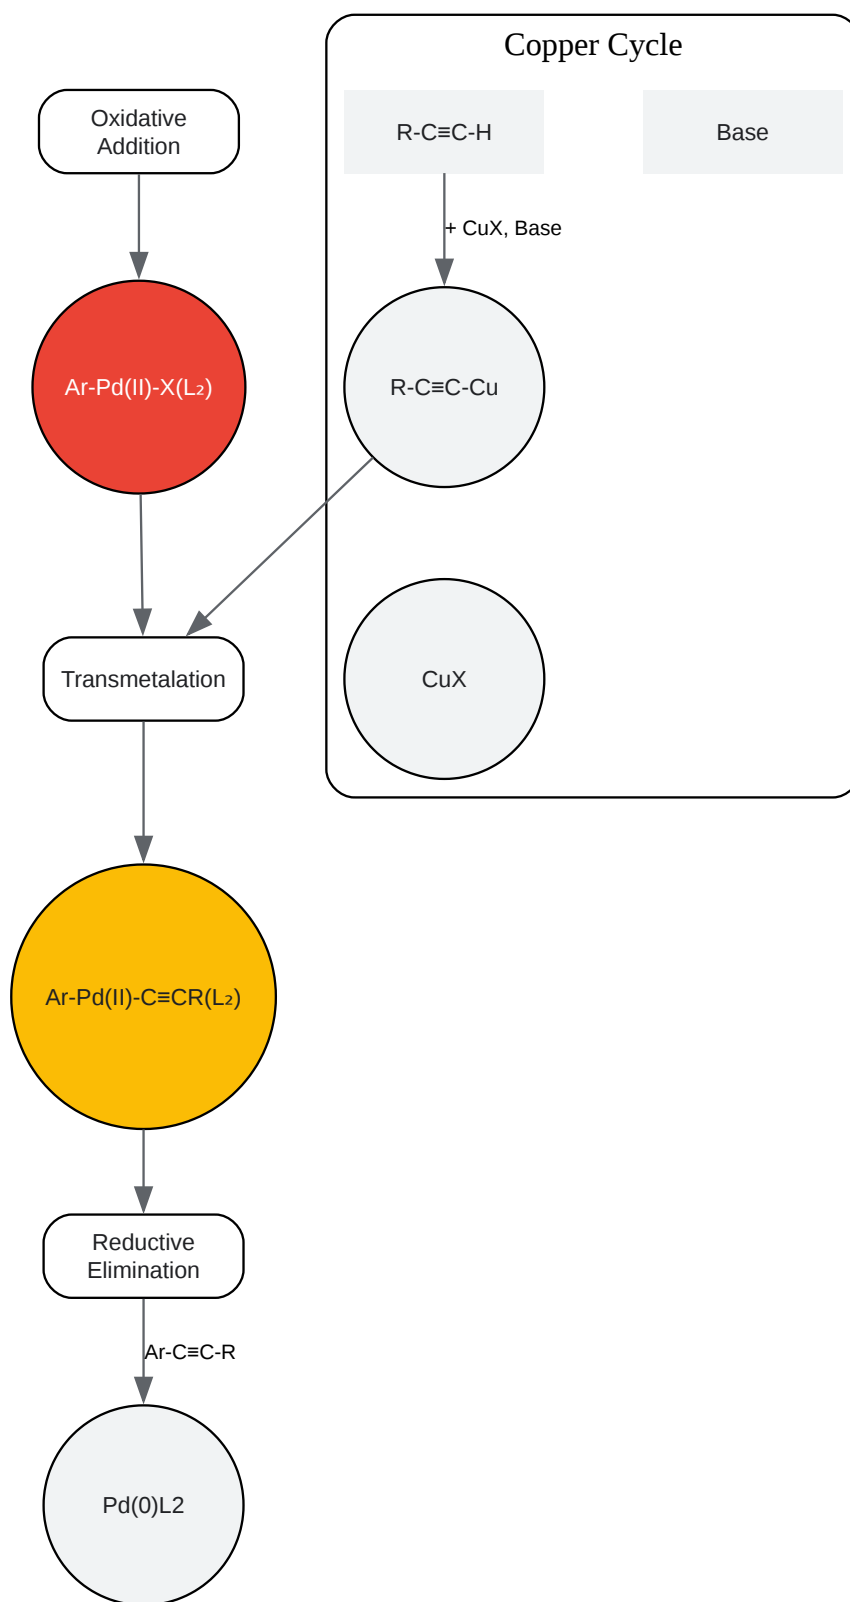 Copper Cycle
Oxidative
Addition
R-C≡C-H
Base
+ CuX, Base
Ar-Pd(II)-X(L₂)
R-C≡C-Cu
Transmetalation
CuX
Ar-Pd(II)-C≡CR(L₂)
Reductive
Elimination
Ar-C≡C-R
Pd(0)L2